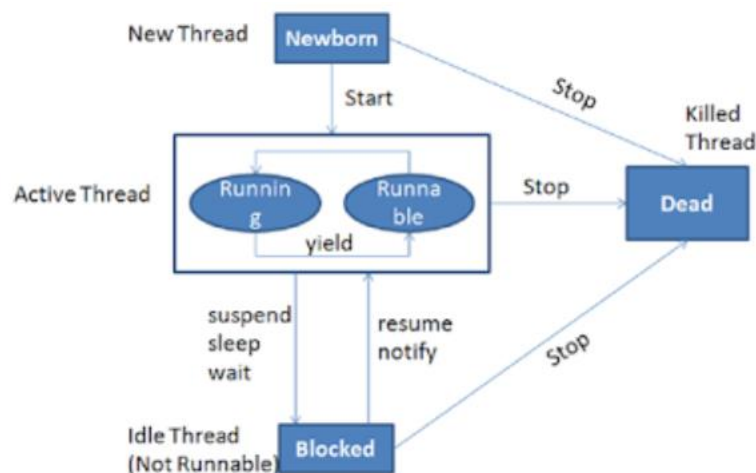 New Thread
Newborn
Start
Stop
Killed
Thread
Active Thread
Runnin
g
Runna
ble
yield
Stop
Dead
suspend
sleep
wait
resume
notify
Stop
Idle Thread
(Not Runnable)
Blocked